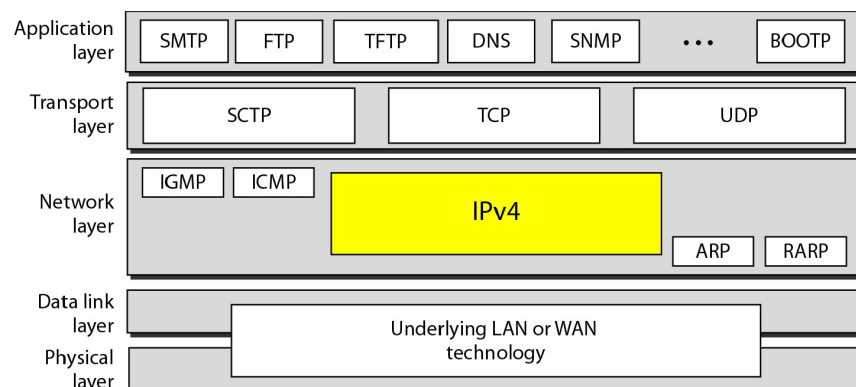 Application
layer
SMTP FTP TFTP DNS SNMP ... BOOTP
Transport
layer
SCTP TCP UDP
Network
layer
IGMP ICMP
IPv4
ARP RARP
Data link
layer
Underlying LAN or WAN
technology
Physical
layer